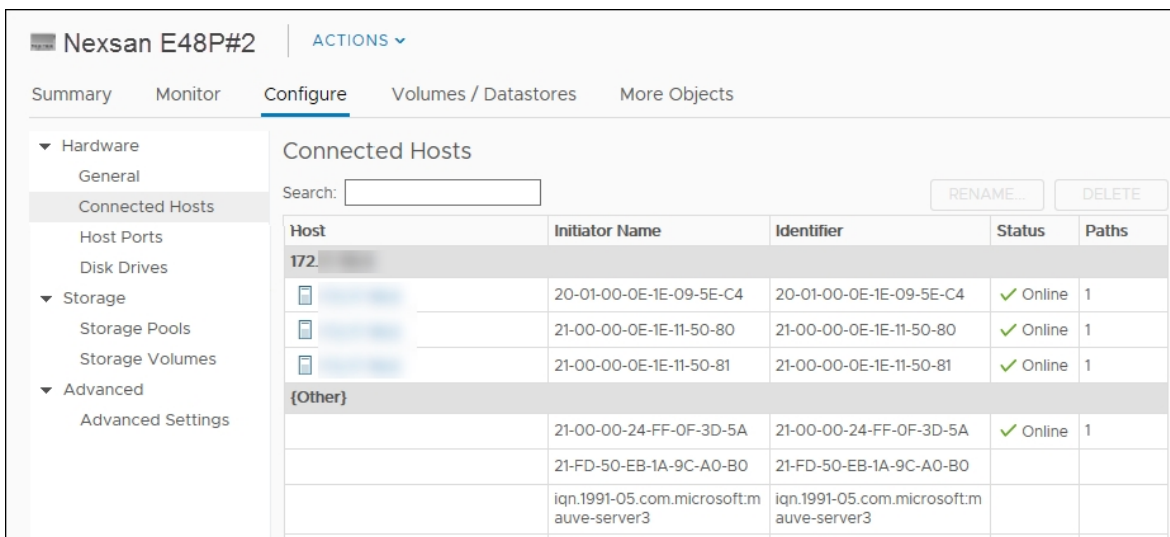 Nexsan E48P#2 ACTIONS
Summary Monitor Configure Volumes / Datastores More Objects
Hardware
General
Connected Hosts
Host Ports
Disk Drives
Storage
Storage Pools
Storage Volumes
Advanced
Advanced Settings
Connected Hosts
Search: RENAME... DELETE
Host Initiator Name Identifier Status Paths
172.
20-01-00-0E-1E-09-5E-C4 20-01-00-0E-1E-09-5E-C4 Online 1
21-00-00-0E-1E-11-50-80 21-00-00-0E-1E-11-50-80 Online 1
21-00-00-0E-1E-11-50-81 21-00-00-0E-1E-11-50-81 Online 1
{Other}
21-00-00-24-FF-0F-3D-5A 21-00-00-24-FF-0F-3D-5A Online 1
21-FD-50-EB-1A-9C-A0-B0 21-FD-50-EB-1A-9C-A0-B0
iqn.1991-05.com.microsoft:m iqn.1991-05.com.microsoft:m
auve-server3 auve-server3